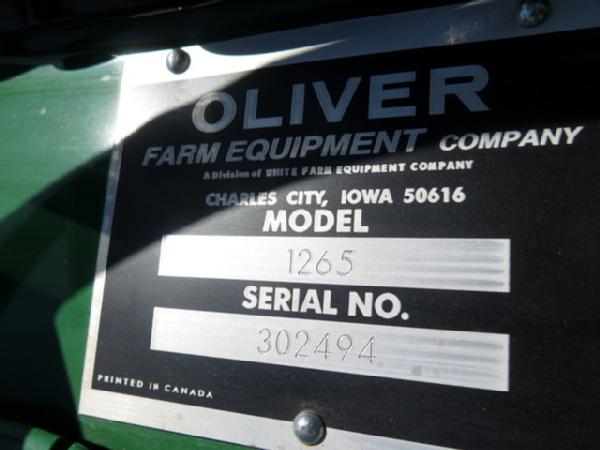 OLIVER
FARM EQUIPMENT COMPANY
A Division of WHITE FARM EQUIPMENT COMPANY
CHARLES CITY, IOWA 50616
MODEL
1265
SERIAL NO.
302494
PRINTED IN CANADA